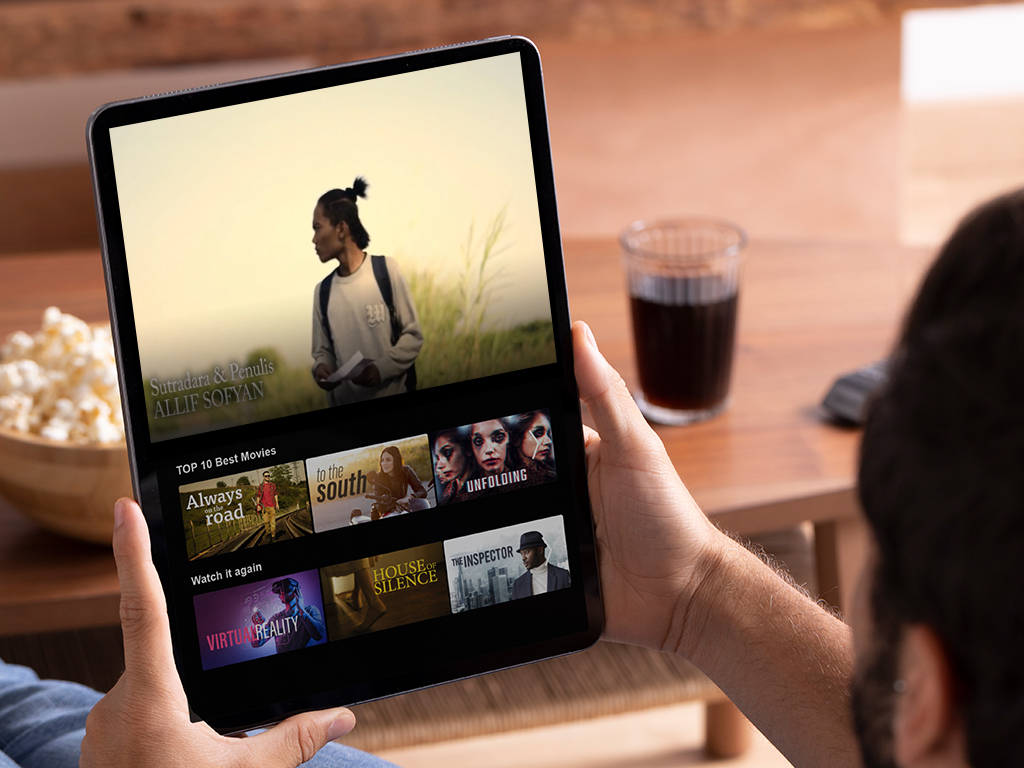 Sutradara & Penulis
ALLIF SOFYAN
TOP 10 Best Movies
Always
on the
road
to the
south
UNFOLDING
Watch it again
VIRTUAL REALITY
HOUSE OF
SILENCE
THE INSPECTOR